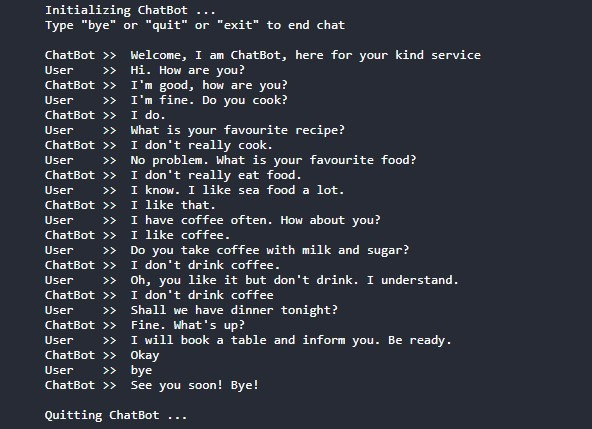 Initializing ChatBot ...
Type "bye" or "quit" or "exit" to end chat
ChatBot >> Welcome, I am ChatBot, here for your kind service
User >> Hi. How are you?
ChatBot >> I'm good, how are you?
User >> I'm fine. Do you cook?
ChatBot >> I do.
User >> What is your favourite recipe?
ChatBot >> I don't really cook.
User >> No problem. What is your favourite food?
ChatBot >> I don't really eat food.
User >> I know. I like sea food a lot.
ChatBot >> I like that.
User >> I have coffee often. How about you?
ChatBot >> I like coffee.
User >> Do you take coffee with milk and sugar?
ChatBot >> I don't drink coffee.
User >> Oh, you like it but don't drink. I understand.
ChatBot >> I don't drink coffee
User >> Shall we have dinner tonight?
ChatBot >> Fine. What's up?
User >> I will book a table and inform you. Be ready.
ChatBot >> Okay
User >> bye
ChatBot >> See you soon! Bye!
Quitting ChatBot ...